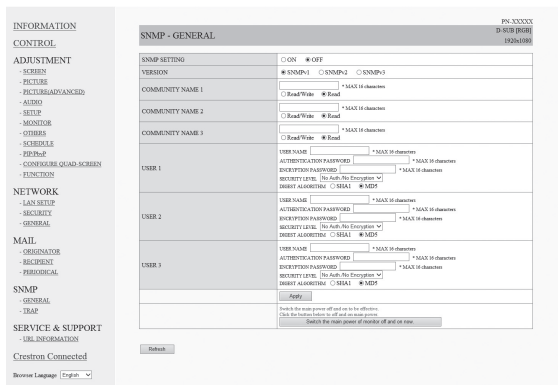 INFORMATION
CONTROL
ADJUSTMENT
- SCREEN
- PICTURE
- PICTURE(ADVANCED)
- AUDIO
- SETUP
- MONITOR
- OTHERS
- SCHEDULE
- PIP/PbyP
- CONFIGURE QUAD-SCREEN
- FUNCTION
NETWORK
- LAN SETUP
- SECURITY
- GENERAL
MAIL
- ORIGINATOR
- RECIPIENT
- PERIODICAL
SNMP
- GENERAL
- TRAP
SERVICE & SUPPORT
- URL INFORMATION
Crestron Connected
Browser Language English
PN-XXXXX
SNMP - GENERAL
D-SUB [RGB]
1920x1080
SNMP SETTING ON OFF
VERSION SNMPv1 SNMPv2 SNMPv3
COMMUNITY NAME 1 * MAX 16 characters
Read/Write Read
COMMUNITY NAME 2 * MAX 16 characters
Read/Write Read
COMMUNITY NAME 3 * MAX 16 characters
Read/Write Read
USER 1
USER NAME * MAX 16 characters
AUTHENTICATION PASSWORD * MAX 16 characters
ENCRYPTION PASSWORD * MAX 16 characters
SECURITY LEVEL No Auth /No Encryption
DIGEST ALGORITHM SHA1 MD5
USER 2
USER NAME * MAX 16 characters
AUTHENTICATION PASSWORD * MAX 16 characters
ENCRYPTION PASSWORD * MAX 16 characters
SECURITY LEVEL No Auth /No Encryption
DIGEST ALGORITHM SHA1 MD5
USER 3
USER NAME * MAX 16 characters
AUTHENTICATION PASSWORD * MAX 16 characters
ENCRYPTION PASSWORD * MAX 16 characters
SECURITY LEVEL No Auth /No Encryption
DIGEST ALGORITHM SHA1 MD5
Apply
Switch the main power off and on to be effective.
Click the button below to off and on main power.
Switch the main power of monitor off and on now.
Refresh